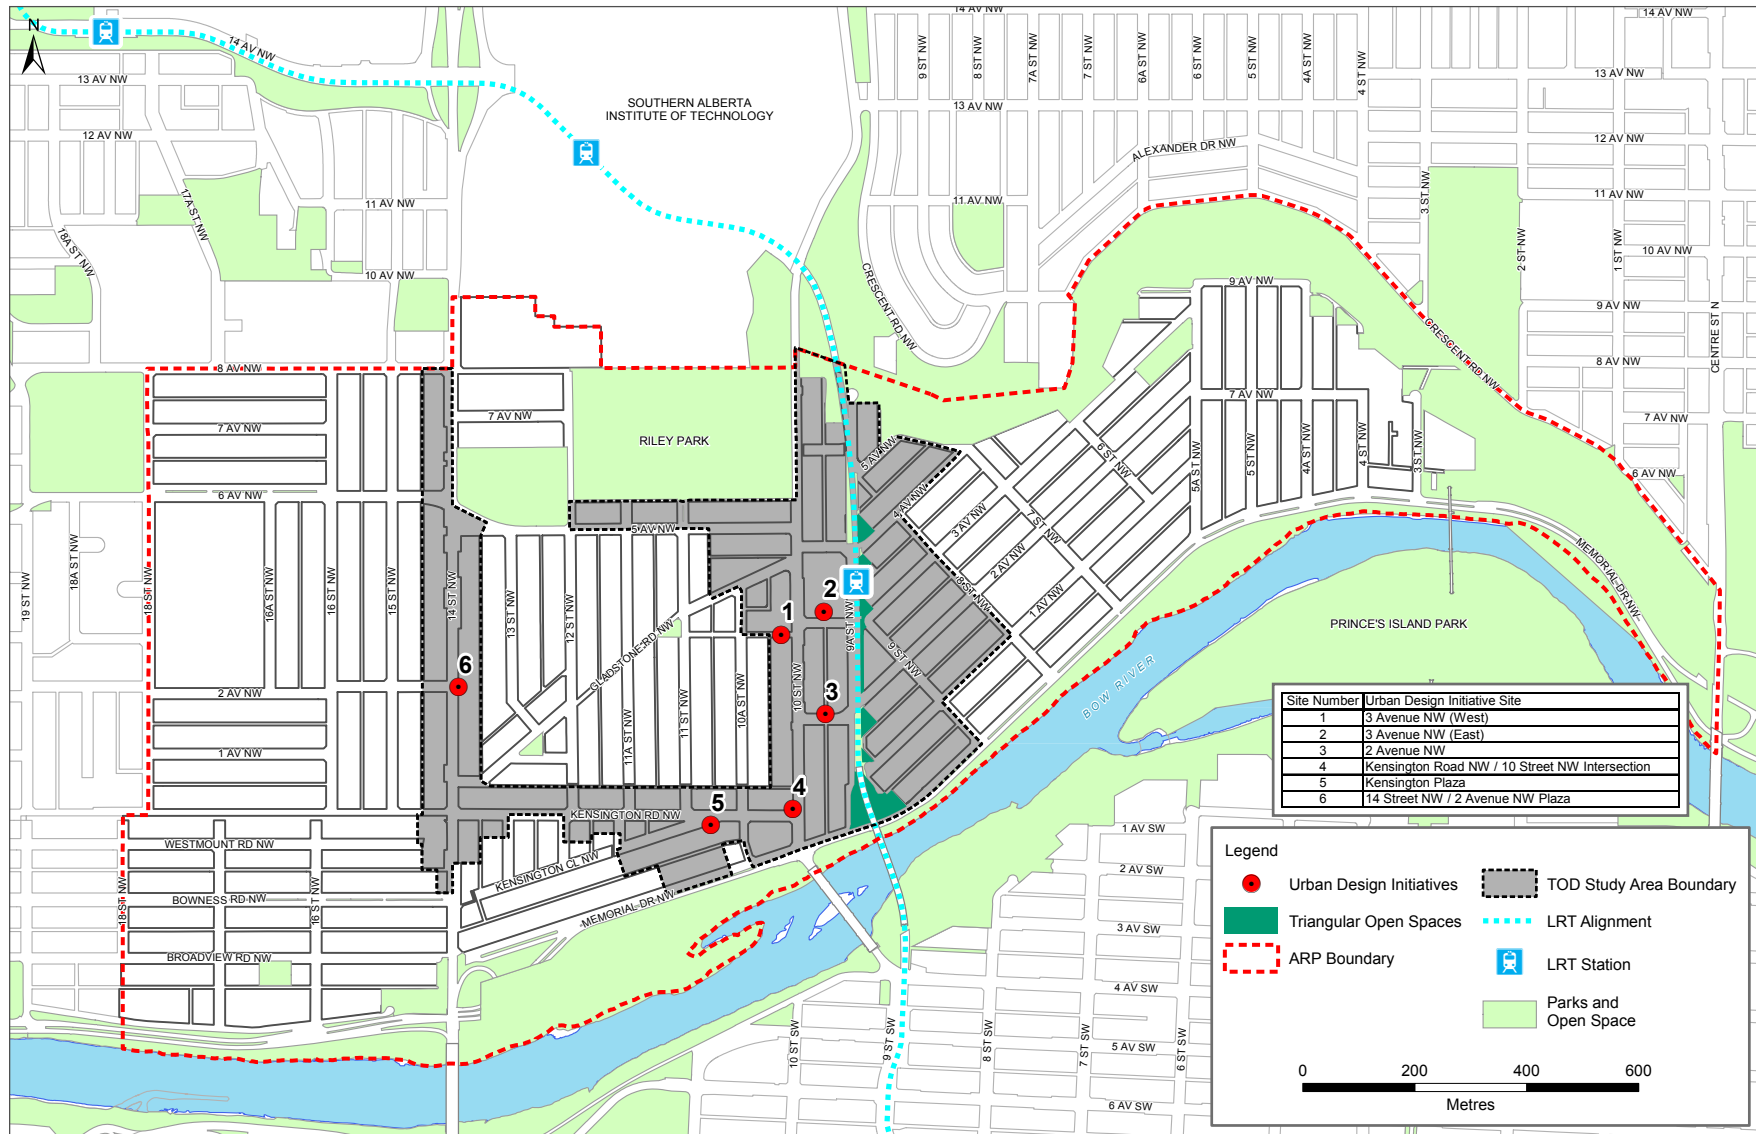 N
14 AV NW
14 AV NW
14 AV NW
13 AV NW
13 AV NW
13 AV NW
12 AV NW
12 AV NW
11 AV NW
11 AV NW
11 AV NW
10 AV NW
10 AV NW
9 AV NW
9 AV NW
8 AV NW
8 AV NW
7 AV NW
7 AV NW
7 AV NW
7 AV NW
6 AV NW
6 AV NW
SOUTHERN ALBERTA
INSTITUTE OF TECHNOLOGY
9 ST NW
8 ST NW
7A ST NW
7 ST NW
6A ST NW
6 ST NW
5 ST NW
4A ST NW
4 ST NW
ALEXANDER DR NW
3 ST NW
2 ST NW
1 ST NW
CENTRE ST N
17A ST NW
18A ST NW
CRESCENT RD NW
CRESCENT RD NW
RILEY PARK
5 AV NW
5 AV NW
4 AV NW
3 AV NW
2 AV NW
1 AV NW
6 ST NW
7 ST NW
8 ST NW
9 ST NW
9A ST NW
5A ST NW
5 ST NW
4A ST NW
4 ST NW
3 ST NW
19 ST NW
18A ST NW
18 ST NW
16A ST NW
16 ST NW
15 ST NW
14 ST NW
13 ST NW
12 ST NW
GLADSTONE RD NW
11A ST NW
11 ST NW
10A ST NW
10 ST NW
2 AV NW
1 AV NW
1
2
3
4
5
6
KENSINGTON RD NW
KENSINGTON CL NW
MEMORIAL DR NW
MEMORIAL DR NW
WESTMOUNT RD NW
BOWNESS RD NW
BROADVIEW RD NW
18 ST NW
16 ST NW
BOW RIVER
PRINCE'S ISLAND PARK
10 ST SW
9 ST SW
8 ST SW
7 ST SW
6 ST SW
1 AV SW
2 AV SW
3 AV SW
4 AV SW
5 AV SW
6 AV SW
Site Number Urban Design Initiative Site
1 3 Avenue NW (West)
2 3 Avenue NW (East)
3 2 Avenue NW
4 Kensington Road NW / 10 Street NW Intersection
5 Kensington Plaza
6 14 Street NW / 2 Avenue NW Plaza
Legend
Urban Design Initiatives
Triangular Open Spaces
ARP Boundary
TOD Study Area Boundary
LRT Alignment
LRT Station
Parks and
Open Space
0 200 400 600
Metres